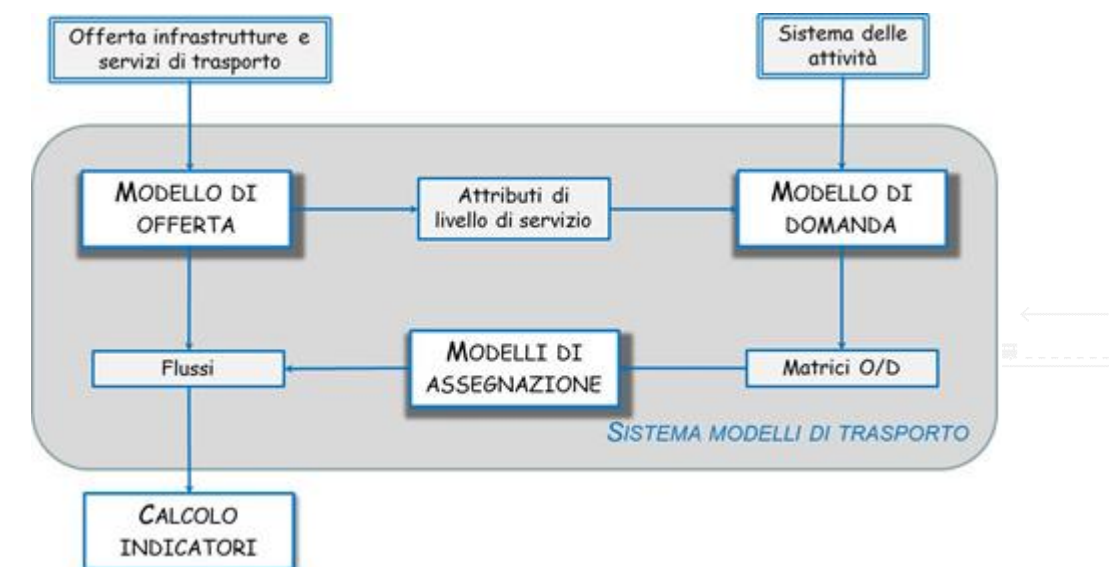 Offerta infrastrutture e
servizi di trasporto
Sistema delle
attività
MODELLO DI
OFFERTA
Attributi di
livello di servizio
MODELLO DI
DOMANDA
Flussi
MODELLI DI
ASSEGNAZIONE
Matrici O/D
SISTEMA MODELLI DI TRASPORTO
CALCOLO
INDICATORI